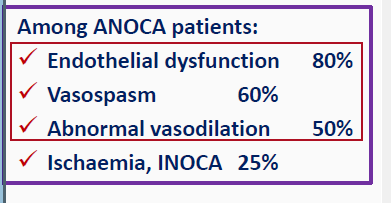 Among ANOCA patients:
✓ Endothelial dysfunction 80%
✓ Vasospasm 60%
✓ Abnormal vasodilation 50%
✓ Ischaemia, INOCA 25%